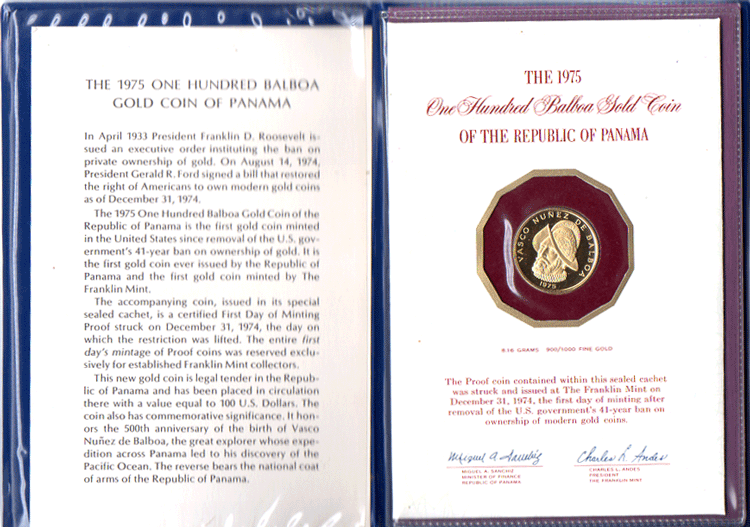 THE 1975 ONE HUNDRED BALBOA
GOLD COIN OF PANAMA
In April 1933 President Franklin D. Roosevelt is-
sued an executive order instituting the ban on
private ownership of gold. On August 14, 1974,
President Gerald R. Ford signed a bill that restored
the right of Americans to own modern gold coins
as of December 31, 1974.
The 1975 One Hundred Balboa Gold Coin of the
Republic of Panama is the first gold coin minted
in the United States since removal of the U.S. gov-
ernment's 41-year ban on ownership of gold. It is
the first gold coin ever issued by the Republic of
Panama and the first gold coin minted by The
Franklin Mint.
The accompanying coin, issued in its special
sealed cachet, is a certified First Day of Minting
Proof struck on December 31, 1974, the day on
which the restriction was lifted. The entire first
day's mintage of Proof coins was reserved exclu-
sively for established Franklin Mint collectors.
This new gold coin is legal tender in the Repub-
lic of Panama and has been placed in circulation
there with a value equal to 100 U.S. Dollars. The
coin also has commemorative significance. It hon-
ors the 500th anniversary of the birth of Vasco
Nuñez de Balboa, the great explorer whose expe-
dition across Panama led to his discovery of the
Pacific Ocean. The reverse bears the national coat
of arms of the Republic of Panama.
THE 1975
One Hundred Balboa Gold Coin
OF THE REPUBLIC OF PANAMA
VASCO NUÑEZ DE BALBOA
1975
8.16 GRAMS 900/1000 FINE GOLD
The Proof coin contained within this sealed cachet
was struck and issued at The Franklin Mint on
December 31, 1974, the first day of minting after
removal of the U.S. government's 41-year ban on
ownership of modern gold coins.
Charles L. Andes
MIGUEL A. SANCHIZ
MINISTER OF FINANCE
REPUBLIC OF PANAMA
CHARLES L. ANDES
PRESIDENT
THE FRANKLIN MINT